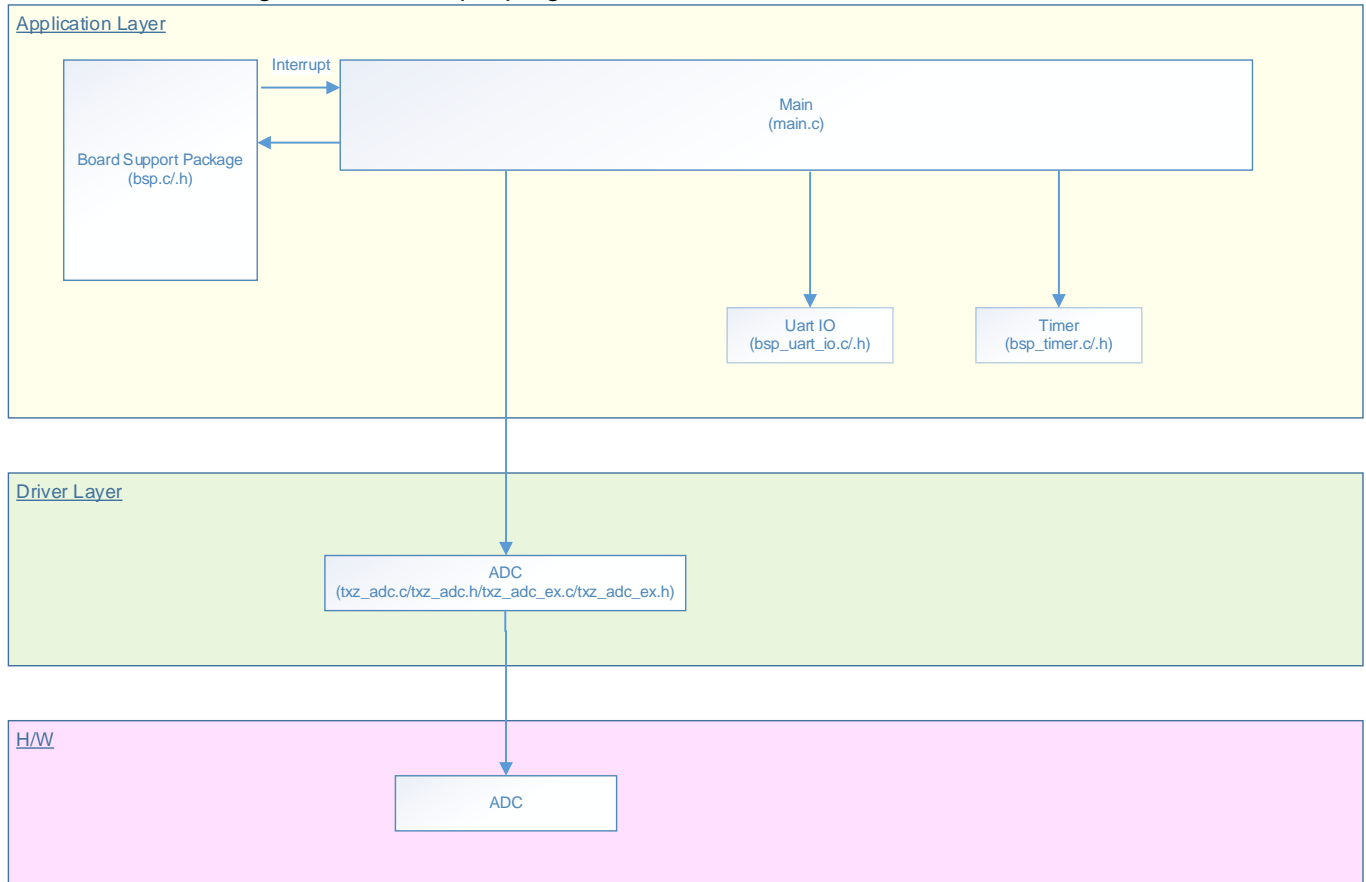 Application Layer
Interrupt
Main
(main.c)
Board Support Package
(bsp.c/.h)
Uart IO
(bsp_uart_io.c/.h)
Timer
(bsp_timer.c/.h)
Driver Layer
ADC
(txz_adc.c/txz_adc.h/txz_adc_ex.c/txz_adc_ex.h)
H/W
ADC